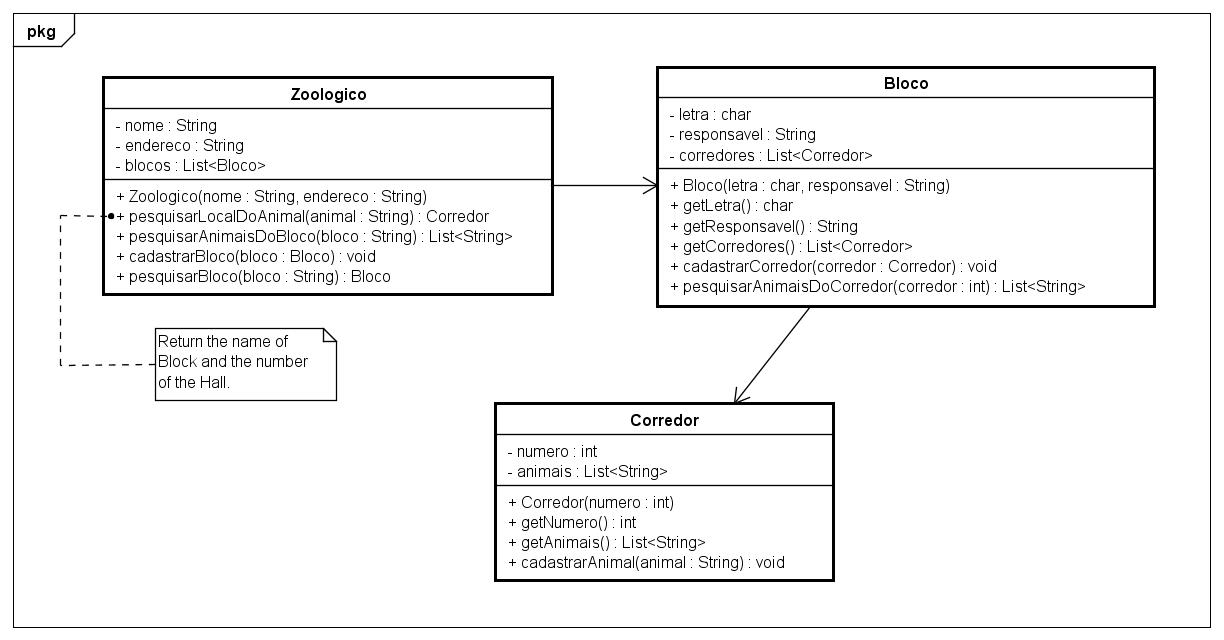 pkg
Zoologico
- nome : String
- endereco : String
- blocos : List<Bloco>
+ Zoologico(nome : String, endereco : String)
+ pesquisarLocalDoAnimal(animal : String) : Corredor
+ pesquisarAnimaisDoBloco(bloco : String) : List<String>
+ cadastrarBloco(bloco : Bloco) : void
+ pesquisarBloco(bloco : String) : Bloco
Bloco
- letra : char
- responsavel : String
- corredores : List<Corredor>
+ Bloco(letra : char, responsavel : String)
+ getLetra() : char
+ getResponsavel() : String
+ getCorredores() : List<Corredor>
+ cadastrarCorredor(corredor : Corredor) : void
+ pesquisarAnimaisDoCorredor(corredor : int) : List<String>
Return the name of
Block and the number
of the Hall.
Corredor
- numero : int
- animais : List<String>
+ Corredor(numero : int)
+ getNumero() : int
+ getAnimais() : List<String>
+ cadastrarAnimal(animal : String) : void